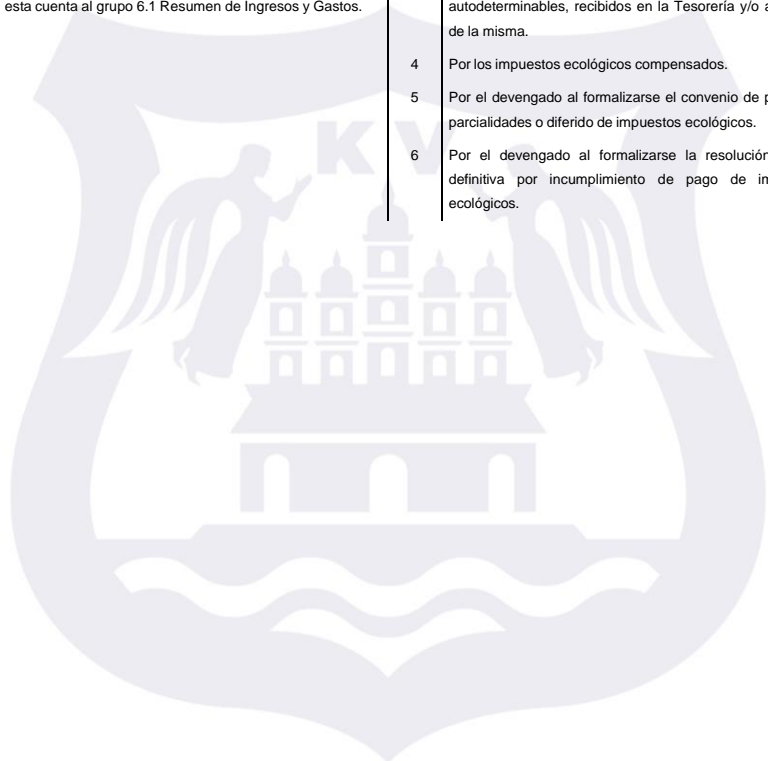 esta cuenta al grupo 6.1 Resumen de Ingresos y Gastos.
autodeterminables, recibidos en la Tesorería y/o
de la misma.
4 Por los impuestos ecológicos compensados.
5 Por el devengado al formalizarse el convenio de
parcialidades o diferido de impuestos ecológicos.
6 Por el devengado al formalizarse la resolución
definitiva por incumplimiento de pago de
ecológicos.
K V